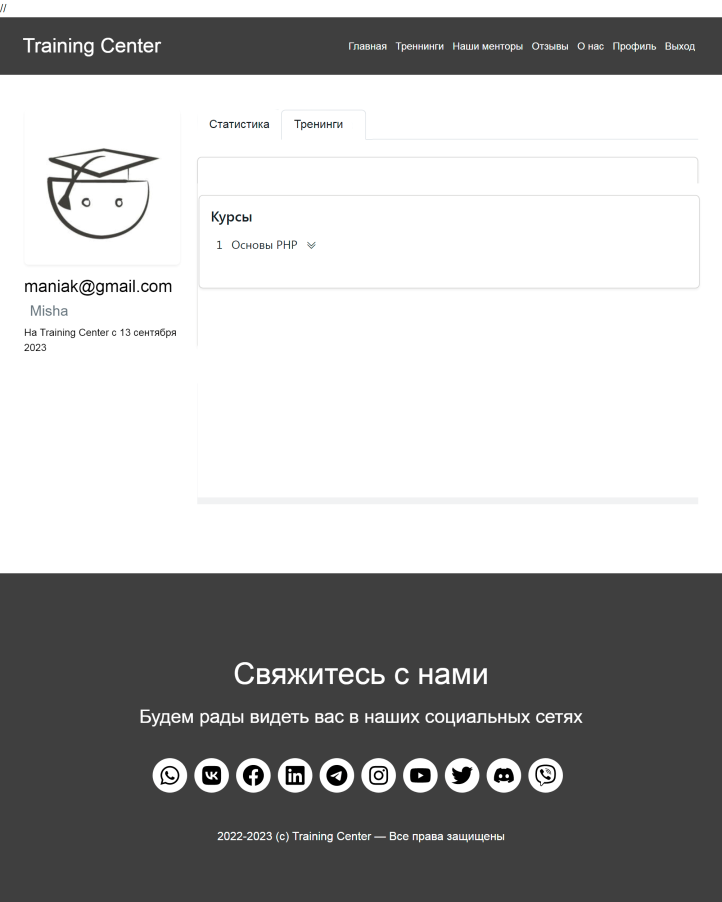 //
Training Center
Главная Треннинги Наши менторы Отзывы О нас Профиль Выход
Статистика Тренинги
Курсы
1 Основы PHP
maniak@gmail.com
Misha
На Training Center с 13 сентября
2023
Свяжитесь с нами
Будем рады видеть вас в наших социальных сетях
2022-2023 (c) Training Center — Все права защищены